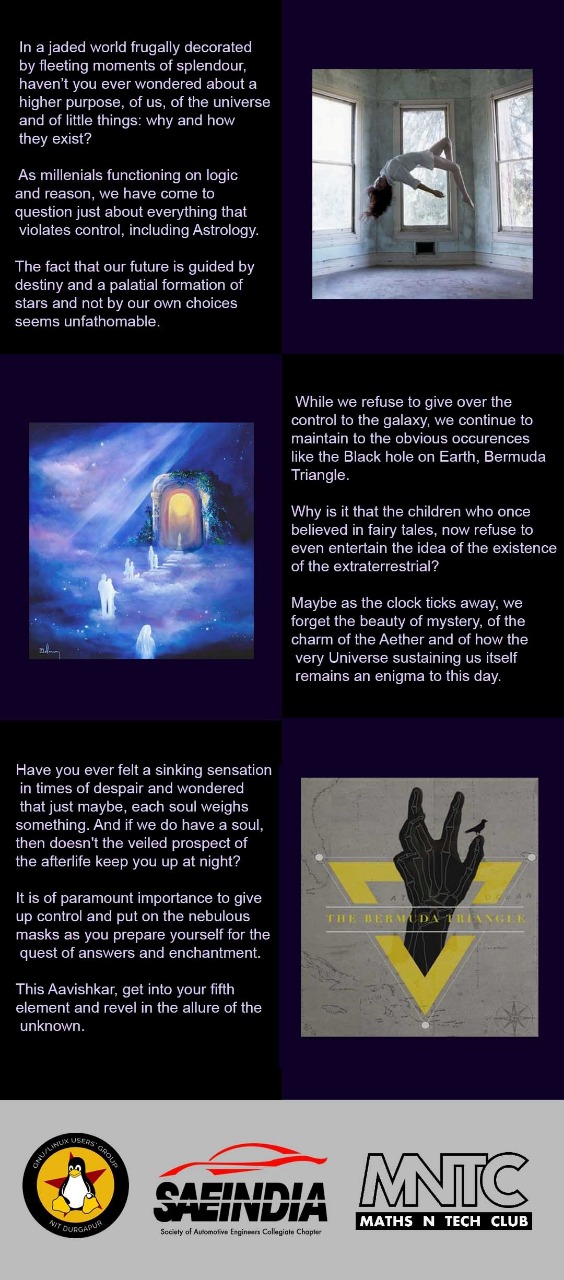 In a jaded world frugally decorated
by fleeting moments of splendour,
haven't you ever wondered about a
higher purpose, of us, of the universe
and of little things: why and how
they exist?
As millenials functioning on logic
and reason, we have come to
question just about everything that
violates control, including Astrology.
The fact that our future is guided by
destiny and a palatial formation of
stars and not by our own choices
seems unfathomable.
While we refuse to give over the
control to the galaxy, we continue to
maintain to the obvious occurences
like the Black hole on Earth, Bermuda
Triangle.
Why is it that the children who once
believed in fairy tales, now refuse to
even entertain the idea of the existence
of the extraterrestrial?
Maybe as the clock ticks away, we
forget the beauty of mystery, of the
charm of the Aether and of how the
very Universe sustaining us itself
remains an enigma to this day.
Have you ever felt a sinking sensation
in times of despair and wondered
that just maybe, each soul weighs
something. And if we do have a soul,
then doesn't the veiled prospect of
the afterlife keep you up at night?
It is of paramount importance to give
up control and put on the nebulous
masks as you prepare yourself for the
quest of answers and enchantment.
This Aavishkar, get into your fifth
element and revel in the allure of the
unknown.
THE BERMUDA TRIANGLE
GNU/LINUX USERS' GROUP
NIT DURGAPUR
SAEINDIA
Society of Automotive Engineers Collegiate Chapter
MNTC
MATHS N TECH CLUB